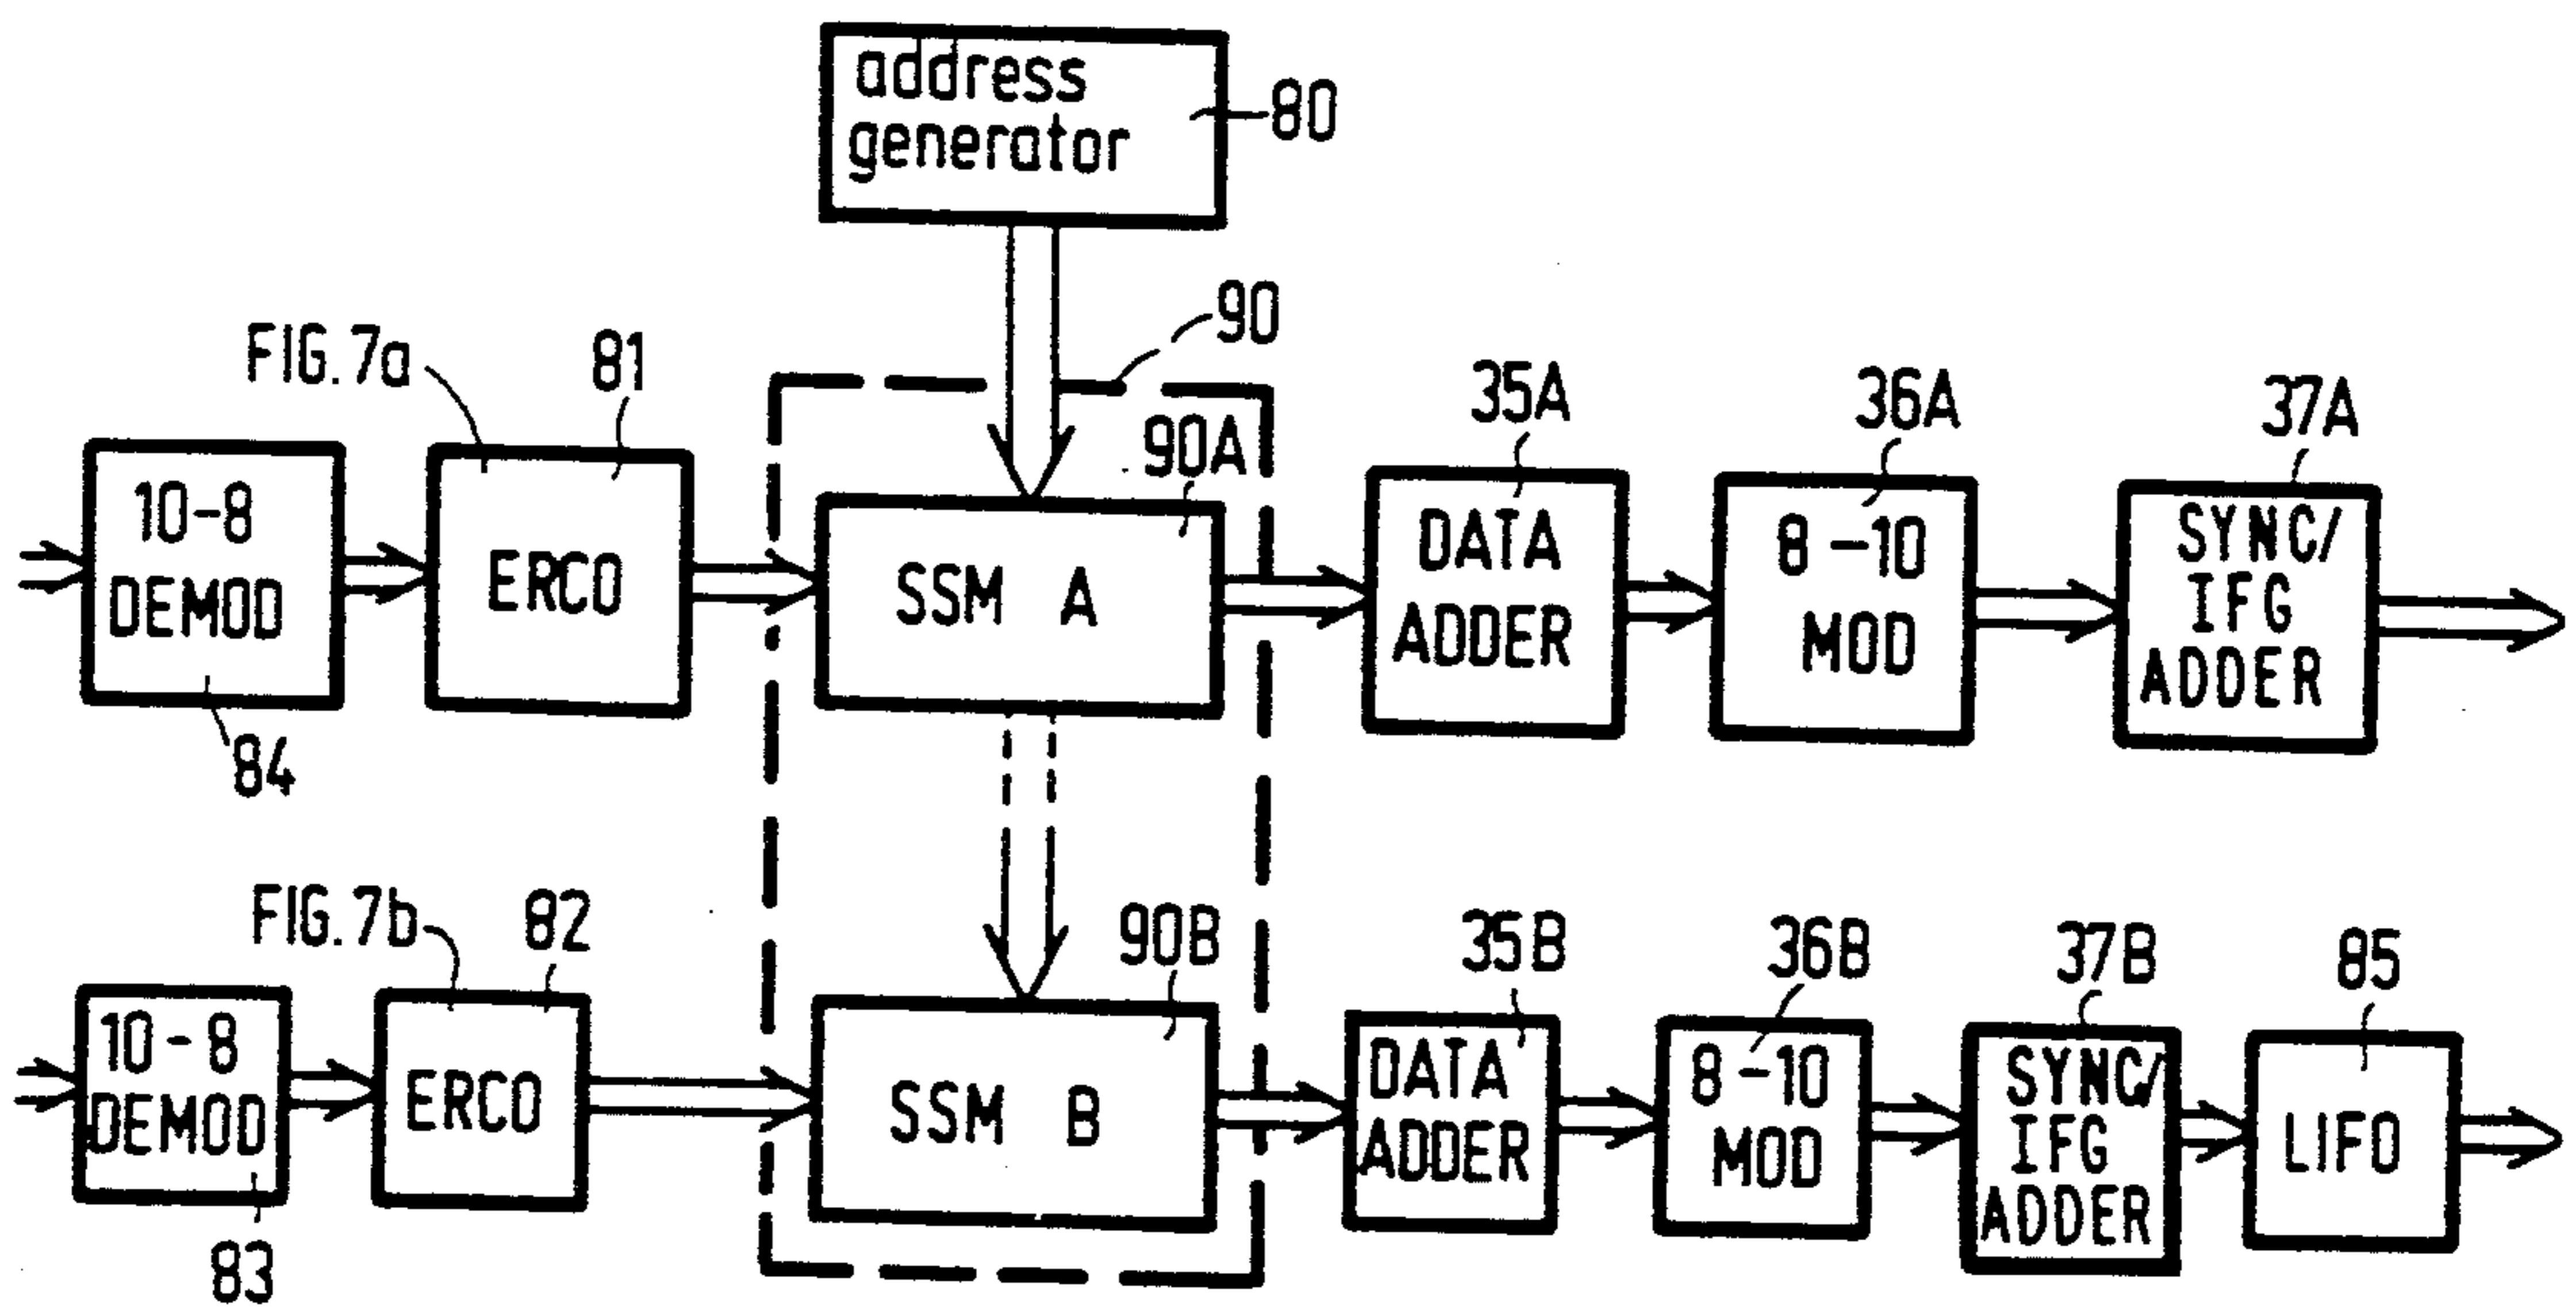 address
generator
80
90
FIG. 7a
81
90A
35A
36A
37A
10-8
DEMOD
ERCO
SSM A
DATA
ADDER
8-10
MOD
SYNC/
IFG
ADDER
84
FIG. 7b
82
90B
35B
36B
37B
85
10-8
DEMOD
ERCO
SSM B
DATA
ADDER
8-10
MOD
SYNC/
IFG
ADDER
LIFO
83